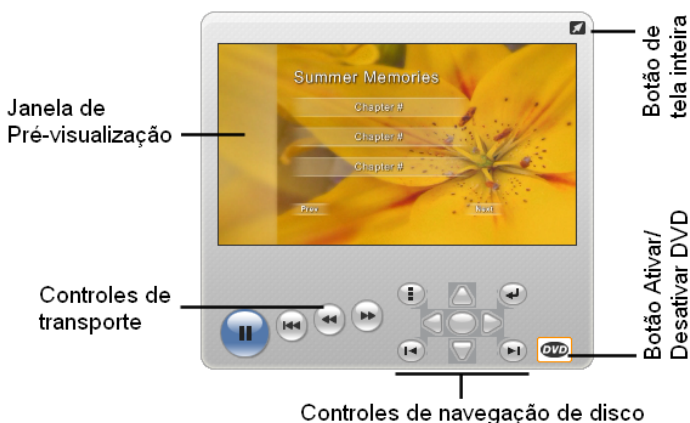 Botão de
tela inteira
Summer Memories
Chapter #
Janela de
Pré-visualização
Chapter #
Chapter #
Prev
Next
Botão Ativar/
Desativar DVD
Controles de
transporte
DVD
Controles de navegação de disco